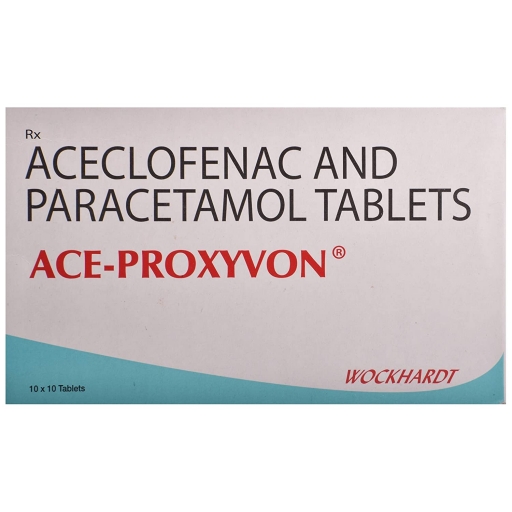 Rx
ACECLOFENAC AND
PARACETAMOL TABLETS
ACE-PROXYVON®
WOCKHARDT
10 x 10 Tablets